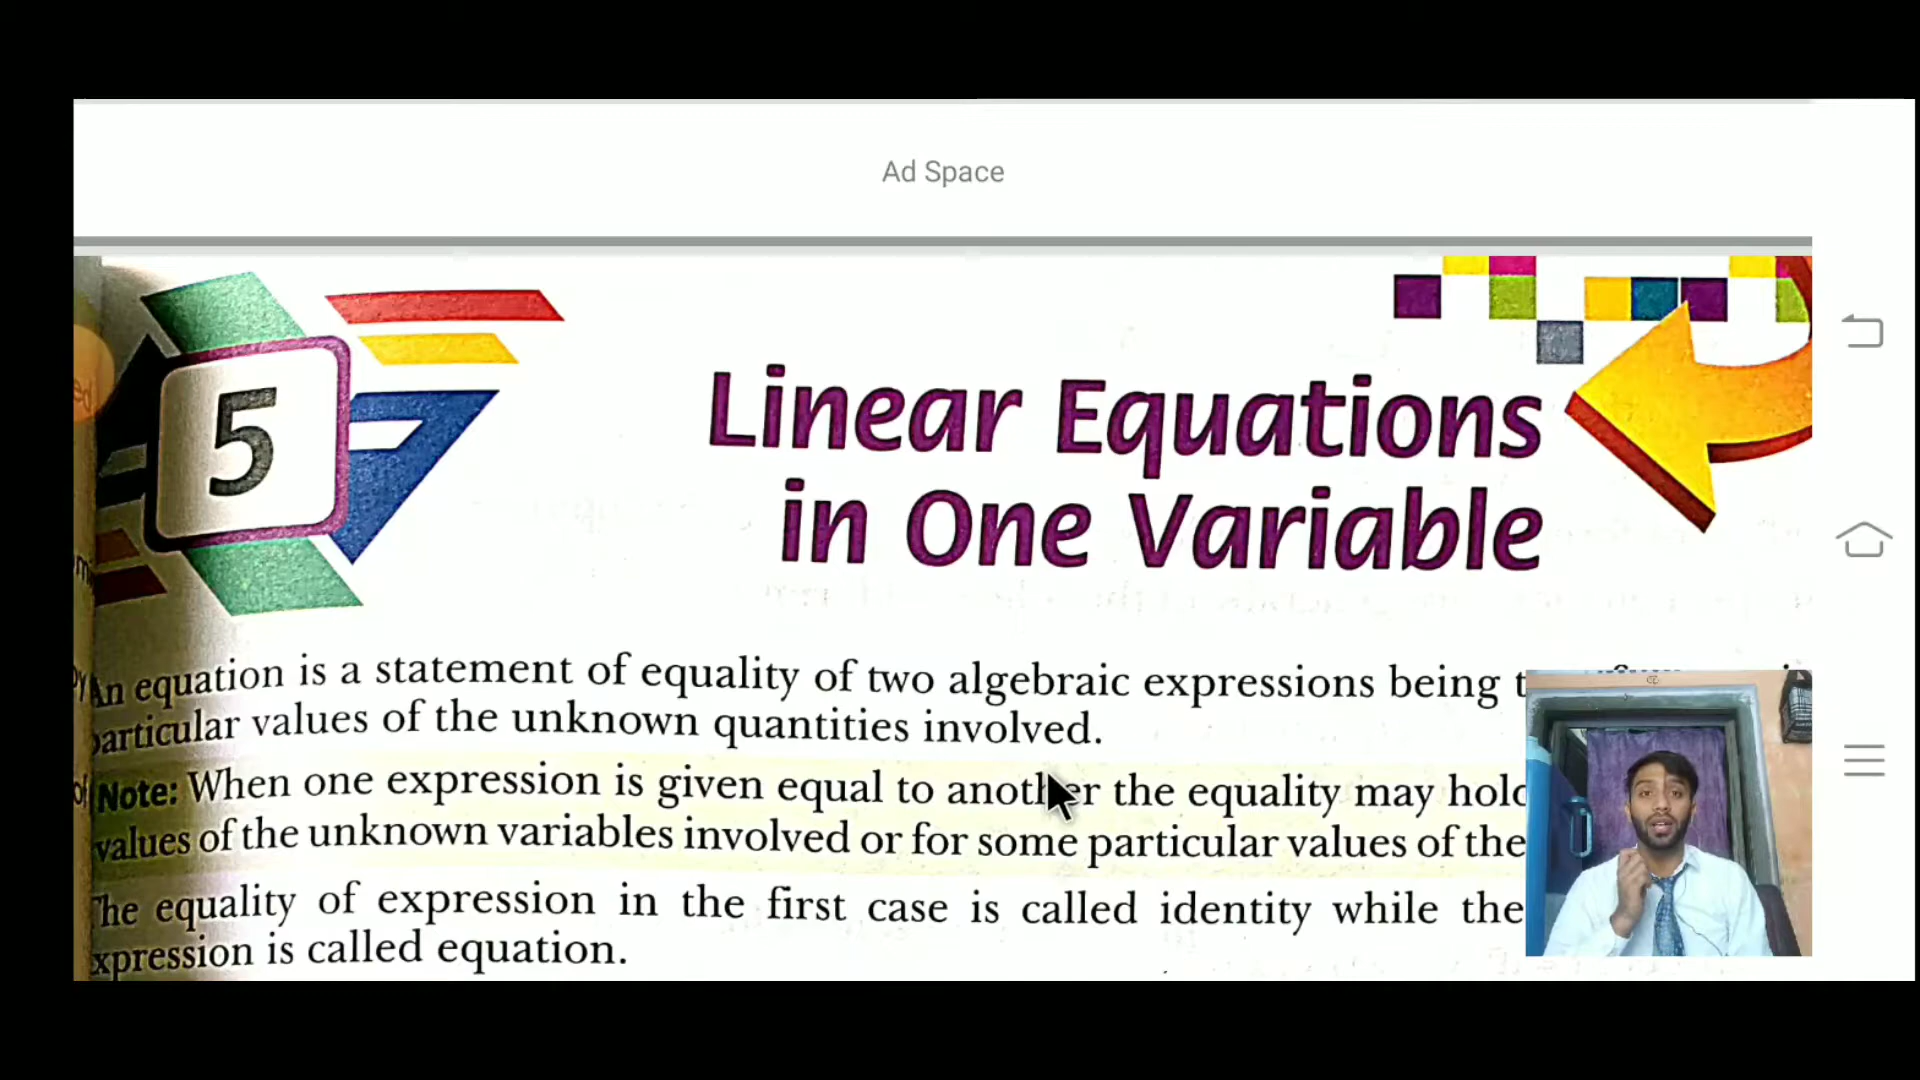 Ad Space
5
Linear Equations
in One Variable
An equation is a statement of equality of two algebraic expressions being
particular values of the unknown quantities involved.
Note: When one expression is given equal to another the equality may hold
values of the unknown variables involved or for some particular values of the
The equality of expression in the first case is called identity while the
xpression is called equation.